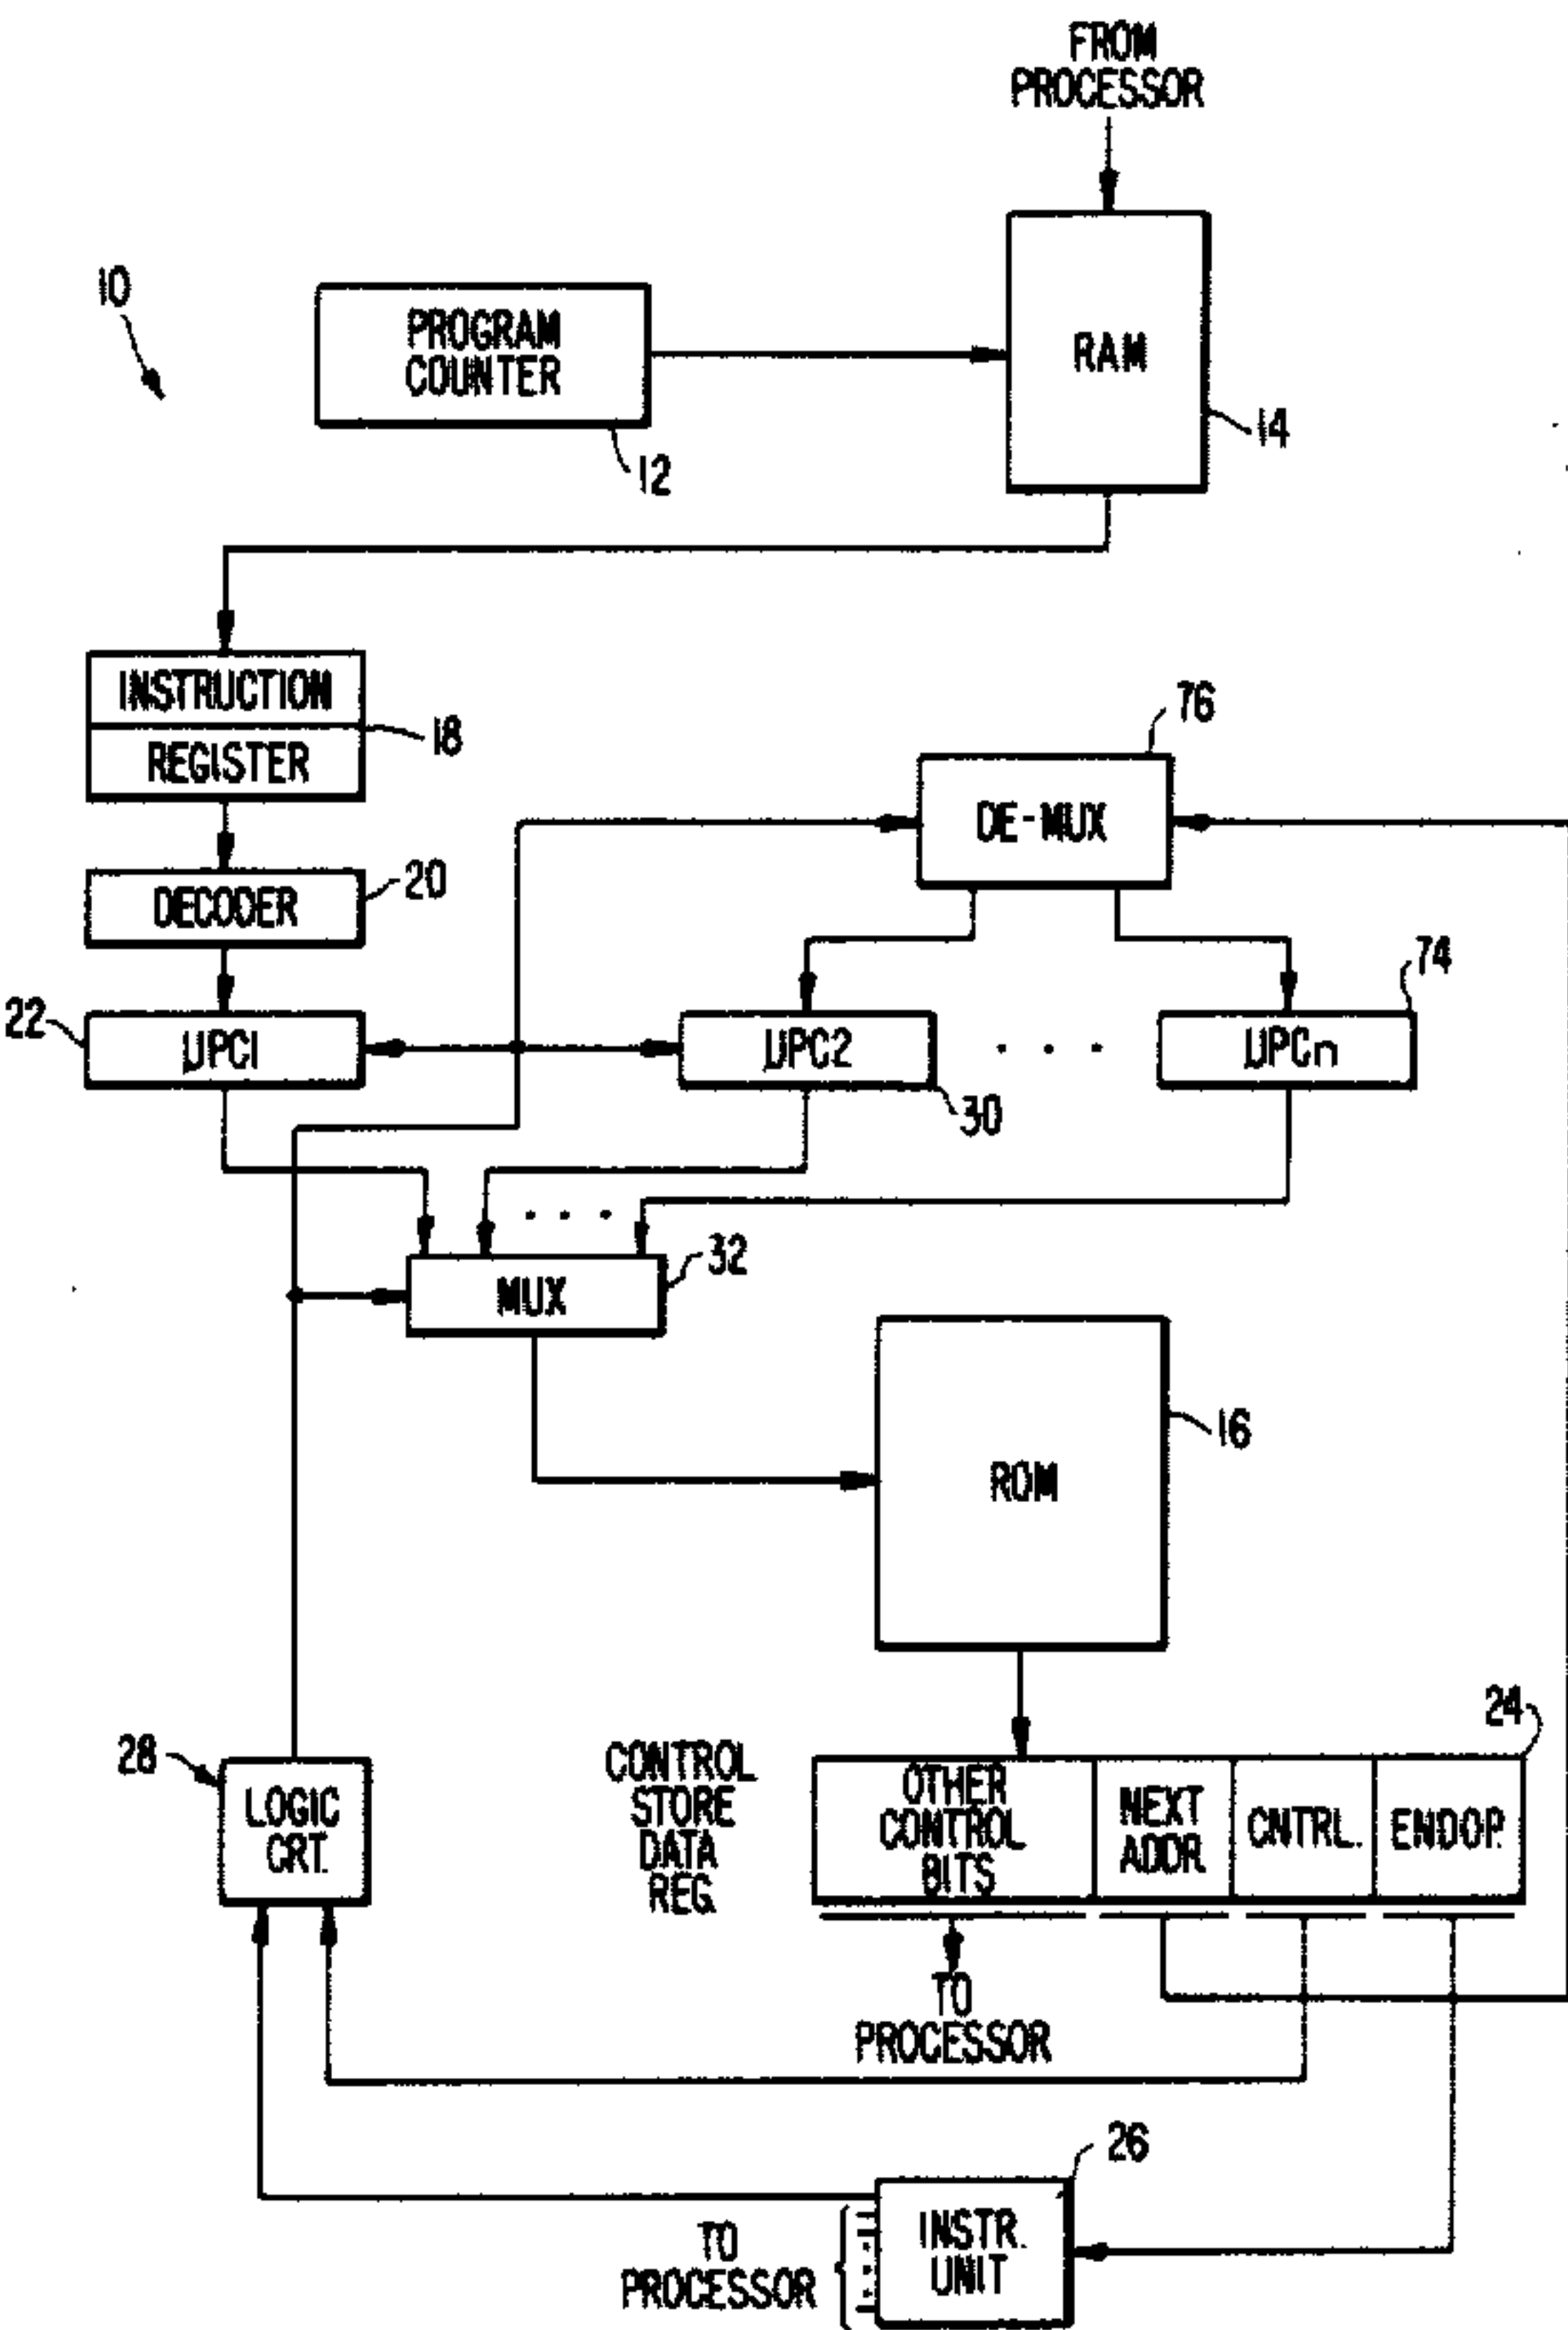 FROM
PROCESSOR
10
PROGRAM
COUNTER
12
RAM
14
INSTRUCTION
REGISTER
18
76
DE-MUX
DECODER
20
74
22
μPC1
μPC2
. . .
μPCn
30
. . .
32
MUX
16
ROM
24
28
LOGIC
CRT.
CONTROL
STORE
DATA
REG.
OTHER
CONTROL
BITS
NEXT
ADDR.
CNTRL.
ENDOP.
TO
PROCESSOR
26
INSTR.
UNIT
TO
PROCESSOR